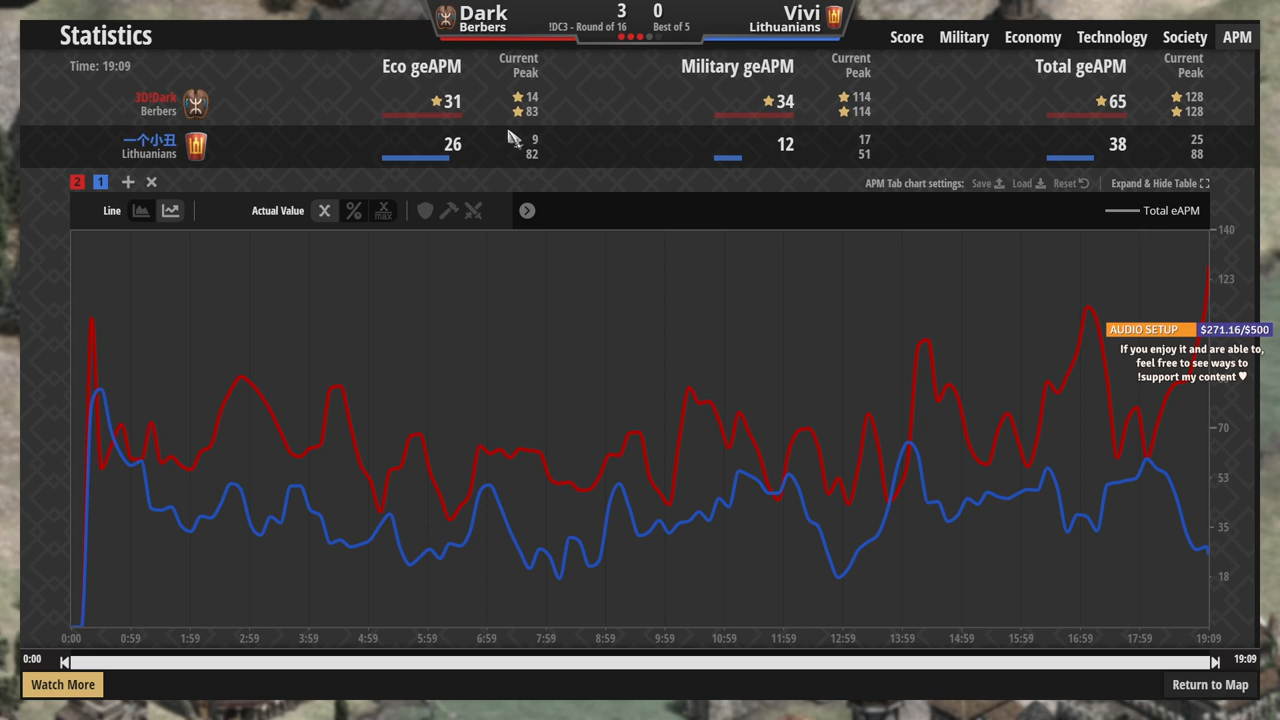 Dark
Berbers
3 0
!DC3 - Round of 16 Best of 5
Vivi
Lithuanians
Statistics
Score Military Economy Technology Society APM
Time: 19:09
Eco geAPM
Current
Peak
Military geAPM
Current
Peak
Total geAPM
Current
Peak
3D!Dark
Berbers
31
14
83
34
114
114
65
128
128
一个小丑
Lithuanians
26
9
82
12
17
51
38
25
88
2 1
APM Tab chart settings: Save Load Reset Expand & Hide Table
Line
Actual Value X % X max
Total eAPM
140
123
AUDIO SETUP $271.16/$500
If you enjoy it and are able to,
feel free to see ways to
!support my content ♥
70
53
35
18
0:00 0:59 1:59 2:59 3:59 4:59 5:59 6:59 7:59 8:59 9:59 10:59 11:59 12:59 13:59 14:59 15:59 16:59 17:59 19:09
0:00 19:09
Watch More
Return to Map